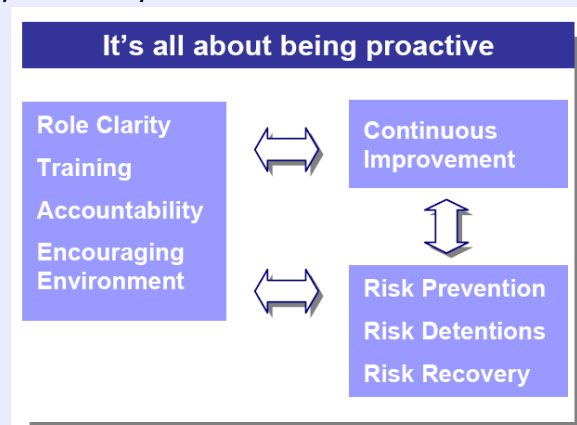 It's all about being proactive
Role Clarity
Training
Accountability
Encouraging
Environment
Continuous
Improvement
Risk Prevention
Risk Detentions
Risk Recovery